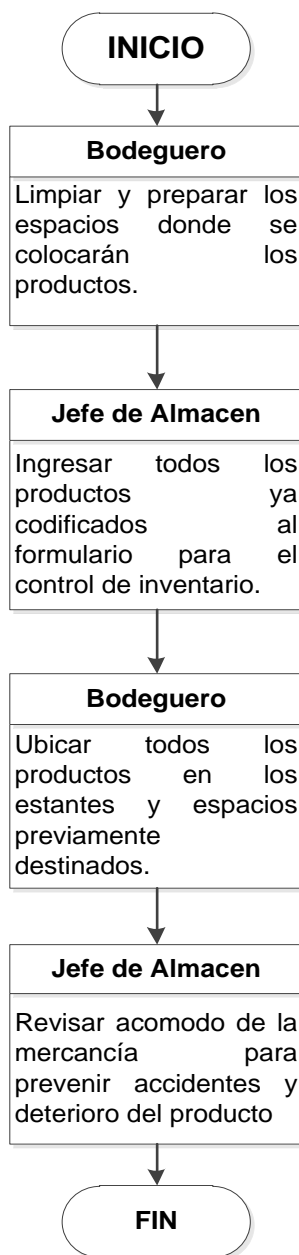 INICIO
Bodeguero
Limpiar y preparar los
espacios donde se
colocarán los
productos.
Jefe de Almacen
Ingresar todos los
productos ya
codificados al
formulario para el
control de inventario.
Bodeguero
Ubicar todos los
productos en los
estantes y espacios
previamente
destinados.
Jefe de Almacen
Revisar acomodo de la
mercancía para
prevenir accidentes y
deterioro del producto
FIN